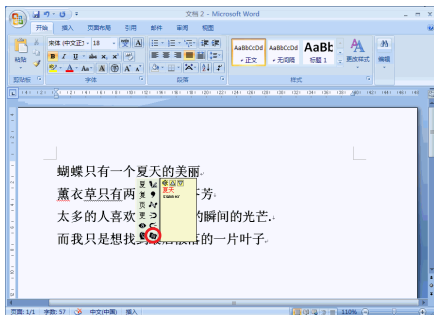 文档 2 - Microsoft Word
开始 插入 页面布局 引用 邮件 审阅 视图
宋体 (中文正) 18
AaBbCcDd AaBbCcDd AaBb
粘贴 正文 无间隔 标题 1 更改样式 编辑
剪贴板 字体 段落 样式
蝴蝶只有一个夏天的美丽
薰衣草只有两 芳
夏天
太多的人喜欢 的瞬间的光芒.
而我只是想找到 落的一片叶子
页面: 1/1 字数: 57 中文(中国) 插入 110%